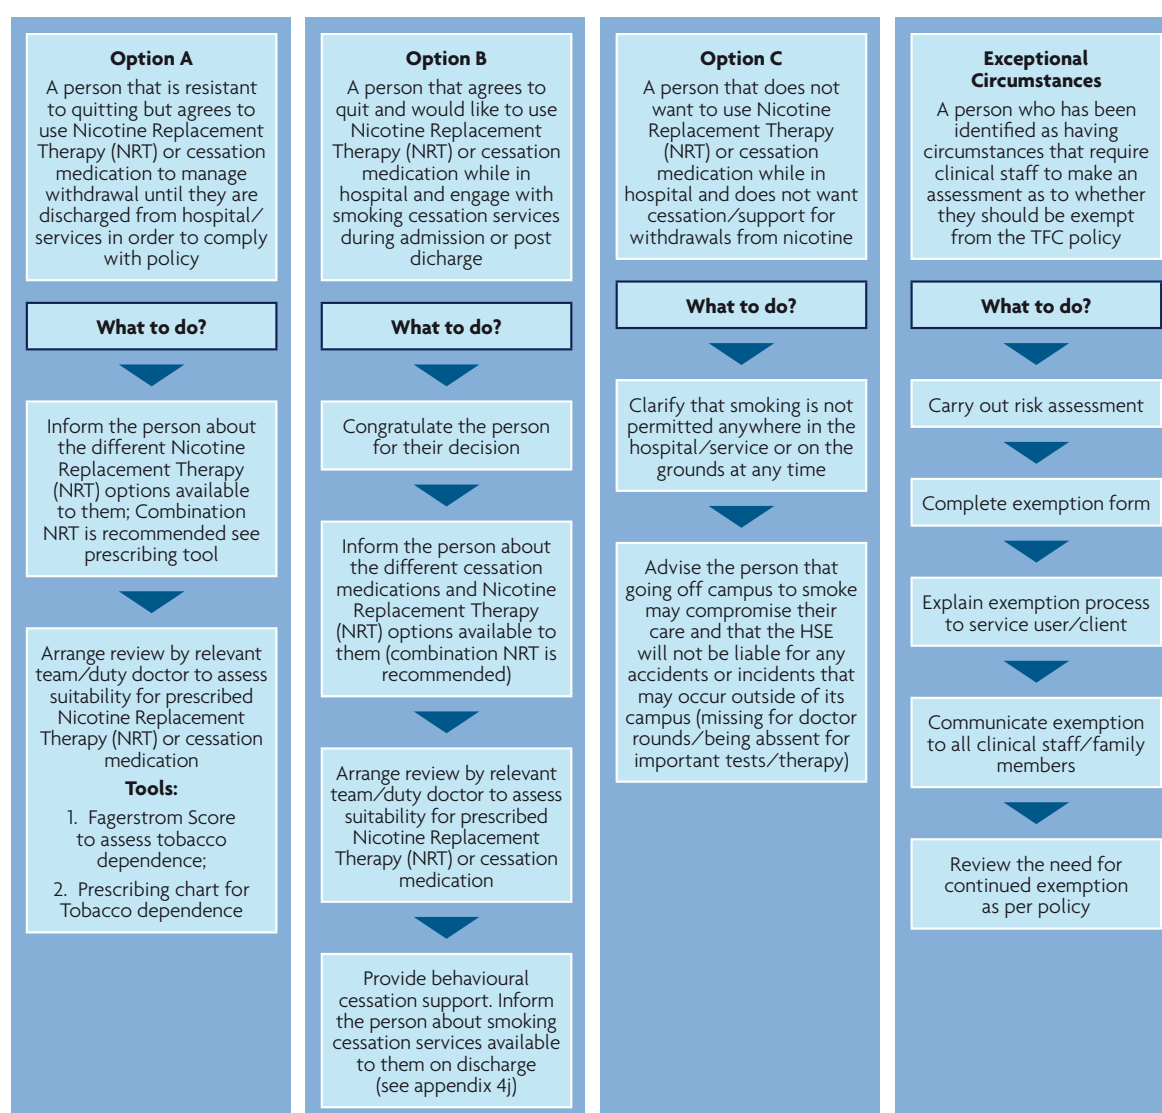 Option A
A person that is resistant
to quitting but agrees to
use Nicotine Replacement
Therapy (NRT) or cessation
medication to manage
withdrawal until they are
discharged from hospital/
services in order to comply
with policy
What to do?
Inform the person about
the different Nicotine
Replacement Therapy
(NRT) options available
to them; Combination
NRT is recommended see
prescribing tool
Arrange review by relevant
team/duty doctor to assess
suitability for prescribed
Nicotine Replacement
Therapy (NRT) or cessation
medication
Tools:
1. Fagerstrom Score
to assess tobacco
dependence;
2. Prescribing chart for
Tobacco dependence
Option B
A person that agrees to
quit and would like to use
Nicotine Replacement
Therapy (NRT) or cessation
medication while in
hospital and engage with
smoking cessation services
during admission or post
dicharge
What to do?
Congratulate the person
for their decision
Inform the person about
the different cessation
medications and Nicotine
Replacement Therapy
(NRT) options available to
them (combination NRT is
recommended)
Arrange review by relevant
team/duty doctor to assess
suitability for prescribed
Nicotine Replacement
Therapy (NRT) or cessation
medication
Provide behavioural
cessation support. Inform
the person about smoking
cessation services available
to them on discharge
(see appendix 4j)
Option C
A person that does not
want to use Nicotine
Replacement Therapy
(NRT) or cessation
medication while in
hospital and does not want
cessation/support for
withdrawals from nicotine
What to do?
Clarify that smoking is not
permitted anywhere in the
hospital/service or on the
grounds at any time
Advise the person that
going off campus to smoke
may compromise their
care and that the HSE
will not be liable for any
accidents or incidents that
may occur outside of its
campus (missing for doctor
rounds/being abssent for
important tests/therapy)
Exceptional
Circumstances
A person who has been
identified as having
circumstances that require
clinical staff to make an
assessment as to whether
they should be exempt
from the TFC policy
What to do?
Carry out risk assessment
Complete exemption form
Explain exemption process
to service user/client
Communicate exemption
to all clinical staff/family
members
Review the need for
continued exemption
as per policy